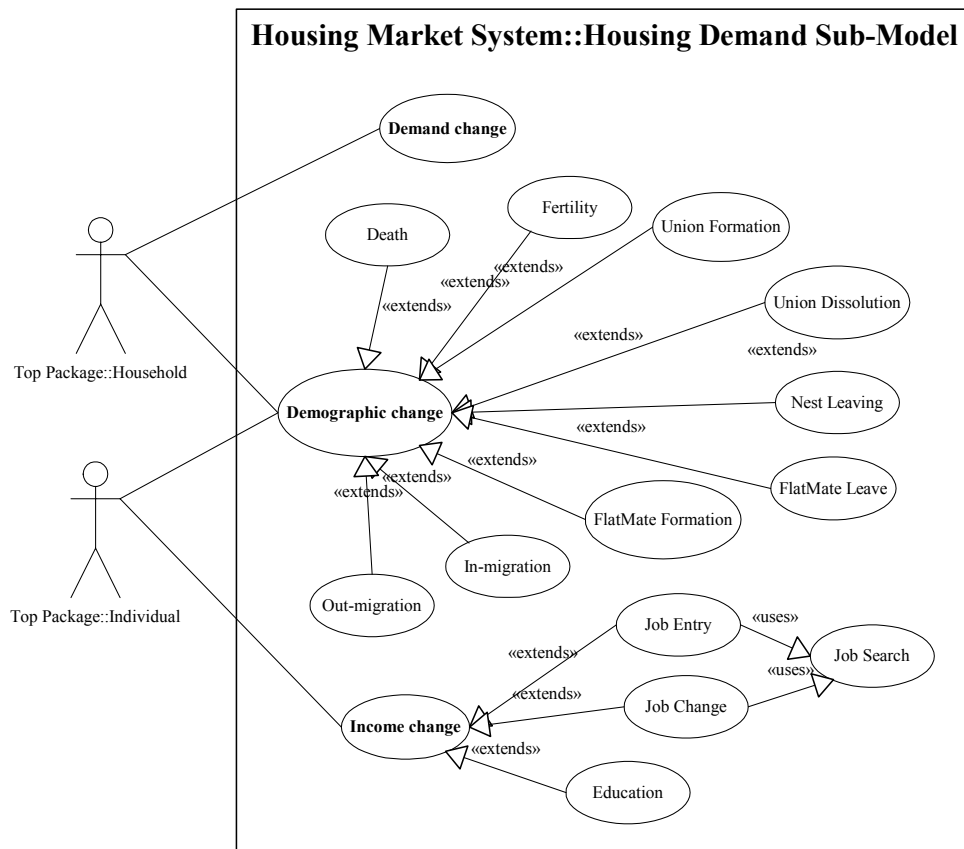 Housing Market System::Housing Demand Sub-Model
Demand change
Fertility
Death
Union Formation
«extends»
«extends»
«extends»
Union Dissolution
«extends»
«extends»
Top Package::Household
Nest Leaving
Demographic change
«extends»
«extends»
«extends»
FlatMate Leave
«extends»
FlatMate Formation
In-migration
Out-migration
Top Package::Individual
«uses»
Job Entry
«extends»
Job Search
«uses»
«extends»
Job Change
Income change
«extends»
Education